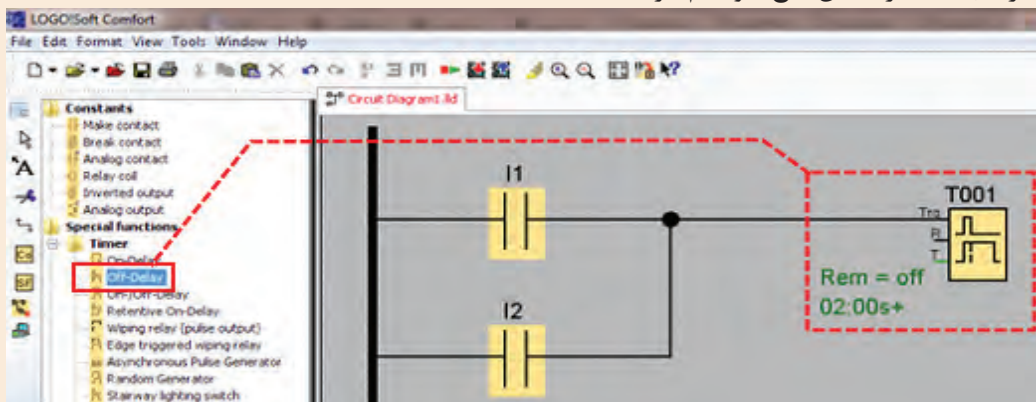 LOGO!Soft Comfort
File Edit Format View Tools Window Help
Circuit Diagram1.lld
Constants
Make contact
Break contact
Analog contact
Relay coil
Inverted output
Analog output
Special functions
Timer
On-Delay
Off-Delay
On-/Off-Delay
Retentive On-Delay
Wiping relay (pulse output)
Edge triggered wiping relay
Asynchronous Pulse Generator
Random Generator
Stairway lighting switch
Co
SF
I1
I2
T001
Trg
R
T
Rem = off
02:00s+